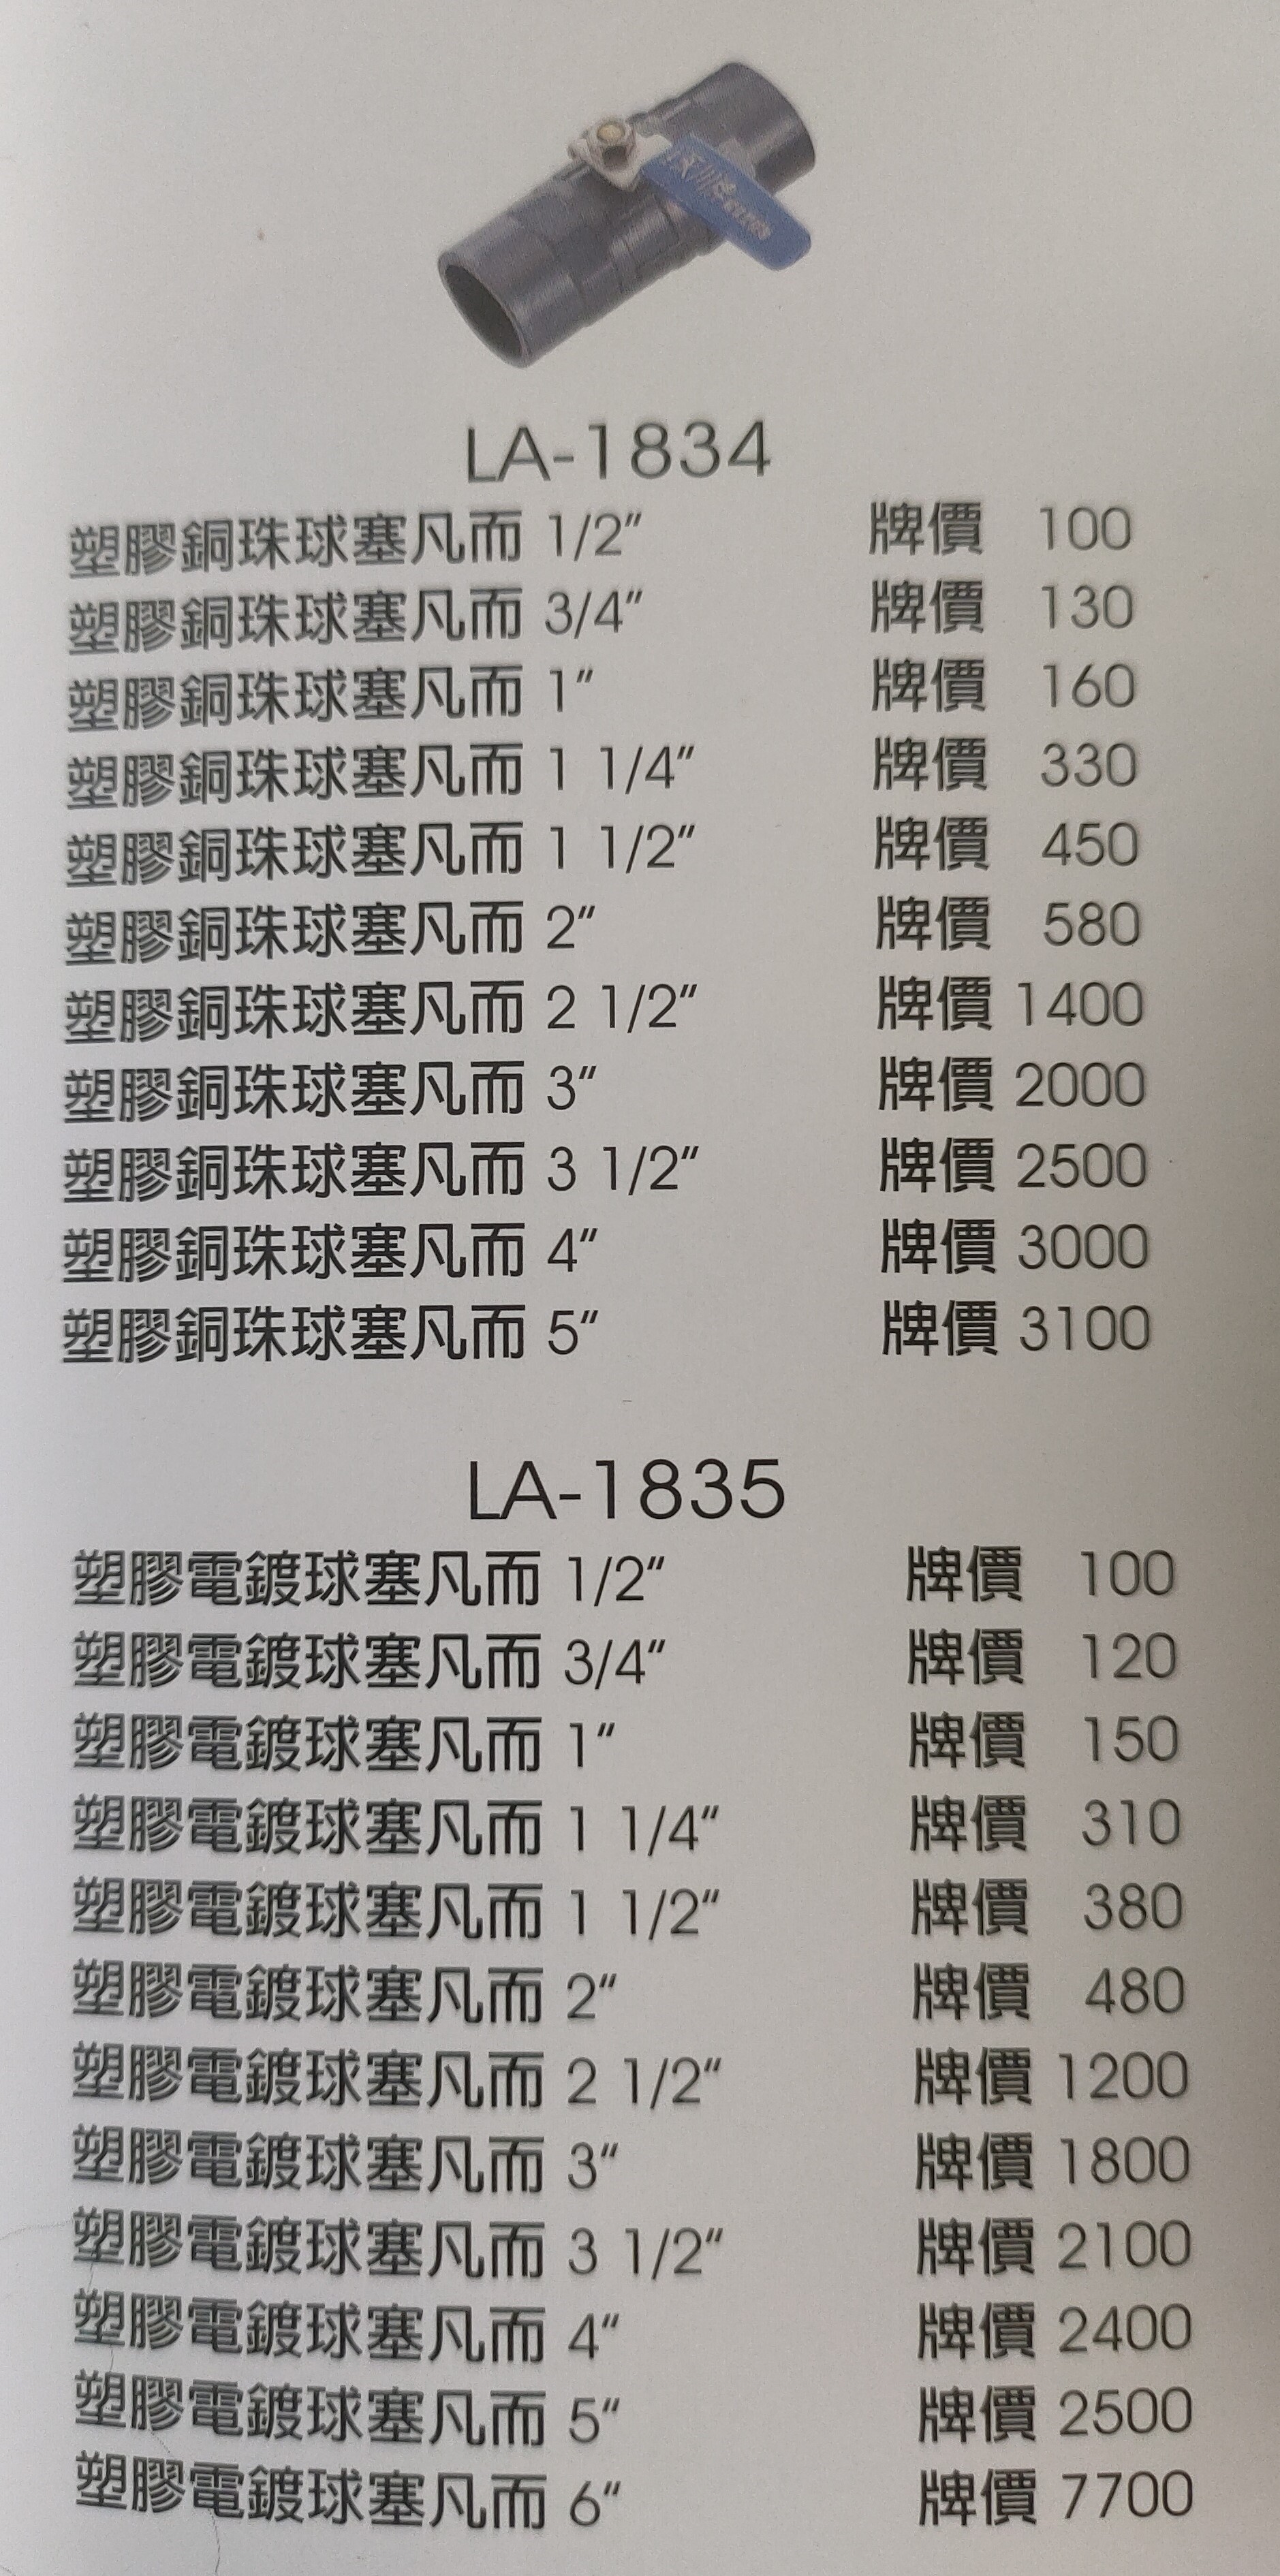 LA-1834
塑膠銅珠球塞凡而 1/2" 牌價 100
塑膠銅珠球塞凡而 3/4" 牌價 130
塑膠銅珠球塞凡而 1" 牌價 160
塑膠銅珠球塞凡而 1 1/4" 牌價 330
塑膠銅珠球塞凡而 1 1/2" 牌價 450
塑膠銅珠球塞凡而 2" 牌價 580
塑膠銅珠球塞凡而 2 1/2" 牌價 1400
塑膠銅珠球塞凡而 3" 牌價 2000
塑膠銅珠球塞凡而 3 1/2" 牌價 2500
塑膠銅珠球塞凡而 4" 牌價 3000
塑膠銅珠球塞凡而 5" 牌價 3100
LA-1835
塑膠電鍍球塞凡而 1/2" 牌價 100
塑膠電鍍球塞凡而 3/4" 牌價 120
塑膠電鍍球塞凡而 1" 牌價 150
塑膠電鍍球塞凡而 1 1/4" 牌價 310
塑膠電鍍球塞凡而 1 1/2" 牌價 380
塑膠電鍍球塞凡而 2" 牌價 480
塑膠電鍍球塞凡而 2 1/2" 牌價 1200
塑膠電鍍球塞凡而 3" 牌價 1800
塑膠電鍍球塞凡而 3 1/2" 牌價 2100
塑膠電鍍球塞凡而 4" 牌價 2400
塑膠電鍍球塞凡而 5" 牌價 2500
塑膠電鍍球塞凡而 6" 牌價 7700